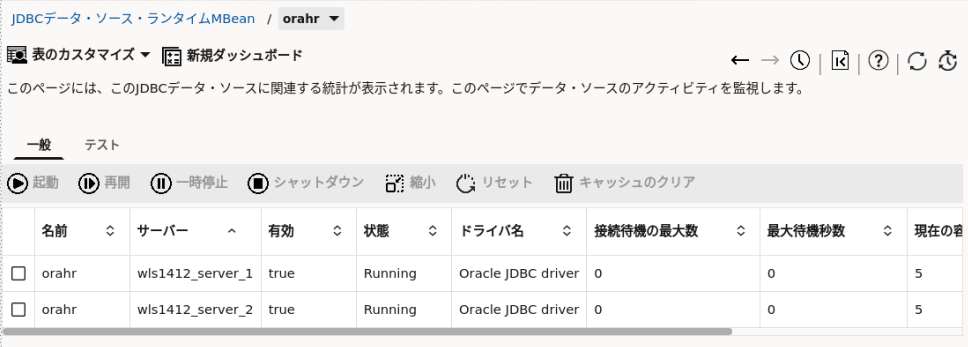 JDBCデータ・ソース・ランタイムMBean / orahr
表のカスタマイズ 新規ダッシュボード
このページには、このJDBCデータ・ソースに関連する統計が表示されます。このページでデータ・ソースのアクティビティを監視します。
一般 テスト
起動 再開 一時停止 シャットダウン 縮小 リセット キャッシュのクリア
名前 サーバー 有効 状態 ドライバ名 接続待機の最大数 最大待機秒数 現在の容
orahr wls1412_server_1 true Running Oracle JDBC driver 0 0 5
orahr wls1412_server_2 true Running Oracle JDBC driver 0 0 5